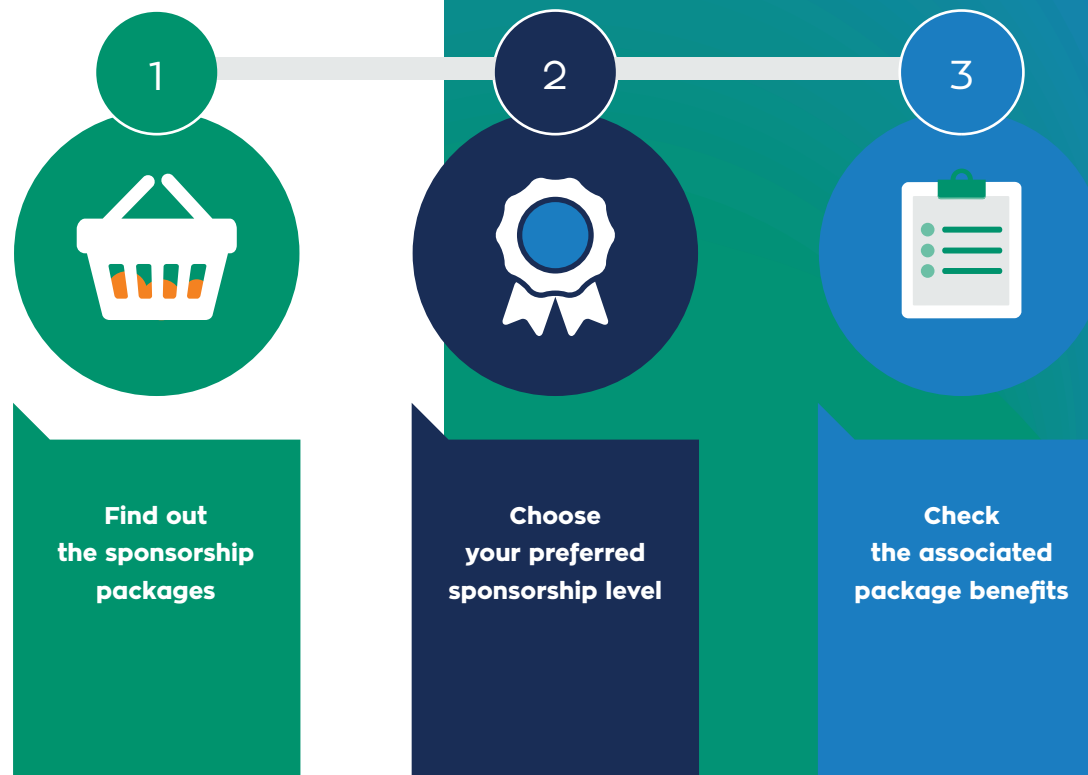 1
2
3
Find out
the sponsorship
packages
Choose
your preferred
sponsorship level
Check
the associated
package benefits